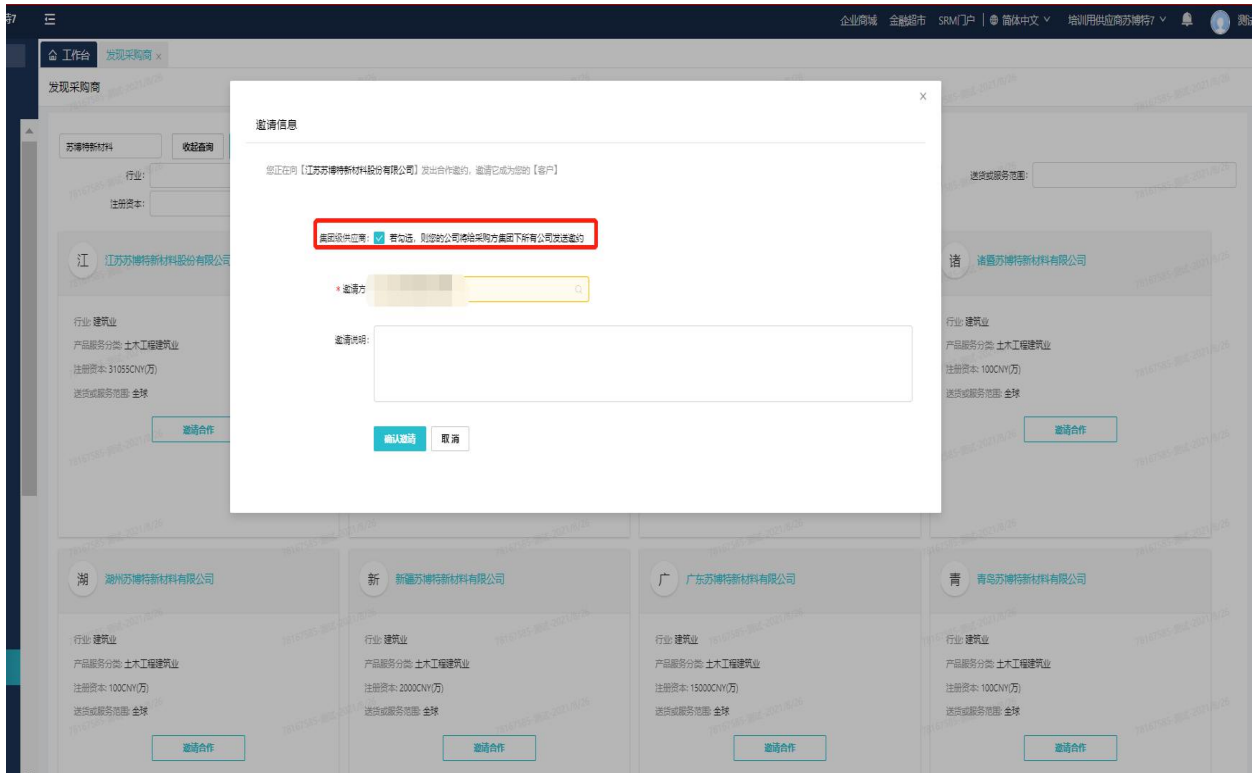 特7
企业商城 金融超市 SRM门户 | 简体中文 培训用供应商苏博特7 测试
工作台 发现采购商 ×
发现采购商
邀请信息 ×
苏博特新材料 收起查询
您正在向【江苏苏博特新材料股份有限公司】发出合作邀约，邀请它成为您的【客户】
行业: 送货或服务范围:
注册资本:
集团级供应商: 若勾选，则您的公司将给采购方集团下所有公司发送邀约
江 江苏苏博特新材料股份有限公司 诸 诸暨苏博特新材料有限公司
* 邀请方
行业: 建筑业 行业: 建筑业
邀请说明:
产品服务分类: 土木工程建筑业 产品服务分类: 土木工程建筑业
注册资本: 31055CNY(万) 注册资本: 100CNY(万)
送货或服务范围: 全球 送货或服务范围: 全球
邀请合作 确认邀请 取消 邀请合作
湖 湖州苏博特新材料有限公司 新 新疆苏博特新材料有限公司 广 广东苏博特新材料有限公司 青 青岛苏博特新材料有限公司
行业: 建筑业 行业: 建筑业 行业: 建筑业 行业: 建筑业
产品服务分类: 土木工程建筑业 产品服务分类: 土木工程建筑业 产品服务分类: 土木工程建筑业 产品服务分类: 土木工程建筑业
注册资本: 100CNY(万) 注册资本: 2000CNY(万) 注册资本: 15000CNY(万) 注册资本: 100CNY(万)
送货或服务范围: 全球 送货或服务范围: 全球 送货或服务范围: 全球 送货或服务范围: 全球
邀请合作 邀请合作 邀请合作 邀请合作